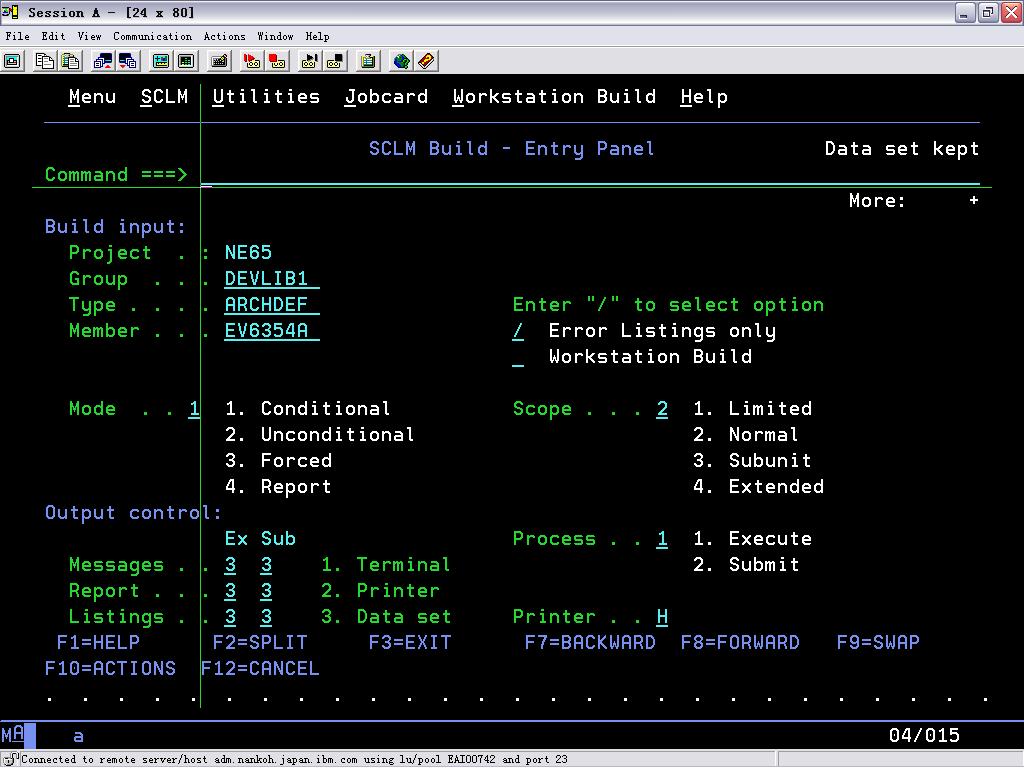 Session A - [24 x 80]
File Edit View Communication Actions Window Help
Menu SCLM Utilities Jobcard Workstation Build Help
SCLM Build - Entry Panel Data set kept
Command ===>
More: +
Build input:
Project . : NE65
Group . . . DEVLIB1
Type . . . . ARCHDEF Enter "/" to select option
Member . . . EV6354A / Error Listings only
_ Workstation Build
Mode . . 1 1. Conditional Scope . . . 2 1. Limited
2. Unconditional 2. Normal
3. Forced 3. Subunit
4. Report 4. Extended
Output control:
Ex Sub Process . . 1 1. Execute
Messages . . 3 3 1. Terminal 2. Submit
Report . . . 3 3 2. Printer
Listings . . 3 3 3. Data set Printer . . H
F1=HELP F2=SPLIT F3=EXIT F7=BACKWARD F8=FORWARD F9=SWAP
F10=ACTIONS F12=CANCEL
. . . . . . . . . . . . . . . . . . . . . . . . . . .
MA a 04/015
Connected to remote server/host adm.nankoh.japan.ibm.com using lu/pool EAI00742 and port 23